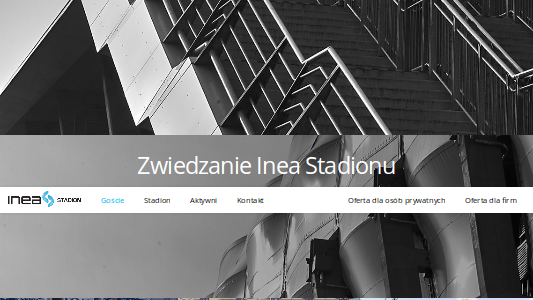 Zwiedzanie Inea Stadionu
inea STADION Goście Stadion Aktywni Kontakt Oferta dla osób prywatnych Oferta dla firm